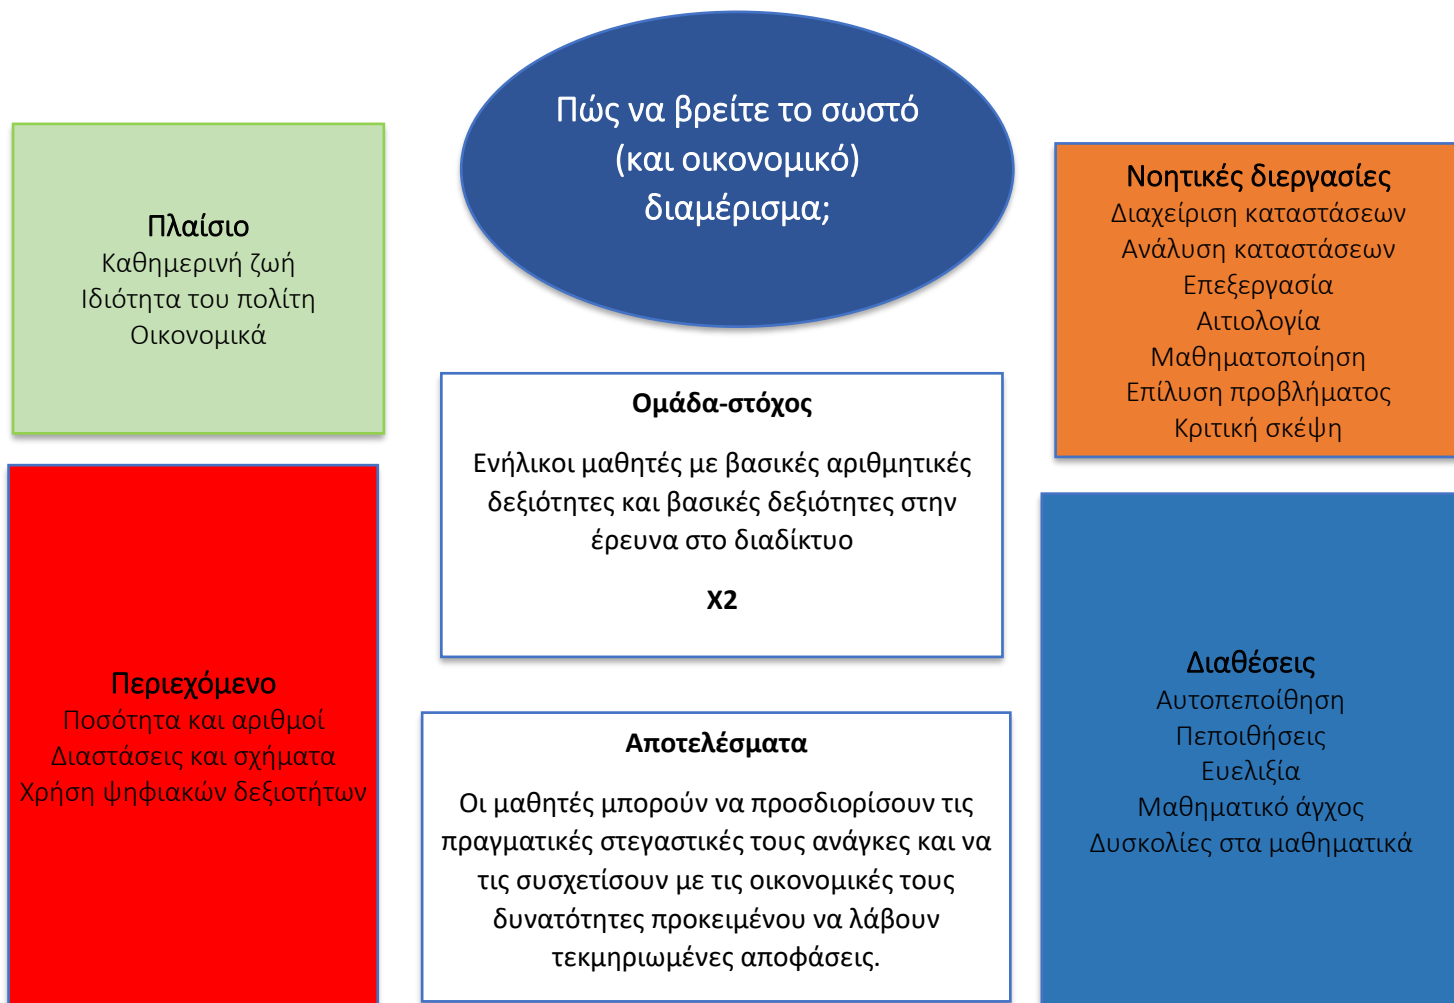 Πώς να βρείτε το σωστό
(και οικονομικό)
διαμέρισμα;
Πλαίσιο
Καθημερινή ζωή
Ιδιότητα του πολίτη
Οικονομικά
Νοητικές διεργασίες
Διαχείριση καταστάσεων
Ανάλυση καταστάσεων
Επεξεργασία
Αιτιολογία
Μαθηματοποίηση
Επίλυση προβλήματος
Κριτική σκέψη
Ομάδα-στόχος
Ενήλικοι μαθητές με βασικές αριθμητικές
δεξιότητες και βασικές δεξιότητες στην
έρευνα στο διαδίκτυο
X2
Περιεχόμενο
Ποσότητα και αριθμοί
Διαστάσεις και σχήματα
Χρήση ψηφιακών δεξιοτήτων
Διαθέσεις
Αυτοπεποίθηση
Πεποιθήσεις
Ευελιξία
Μαθηματικό άγχος
Δυσκολίες στα μαθηματικά
Αποτελέσματα
Οι μαθητές μπορούν να προσδιορίσουν τις
πραγματικές στεγαστικές τους ανάγκες και να
τις συσχετίσουν με τις οικονομικές τους
δυνατότητες προκειμένου να λάβουν
τεκμηριωμένες αποφάσεις.